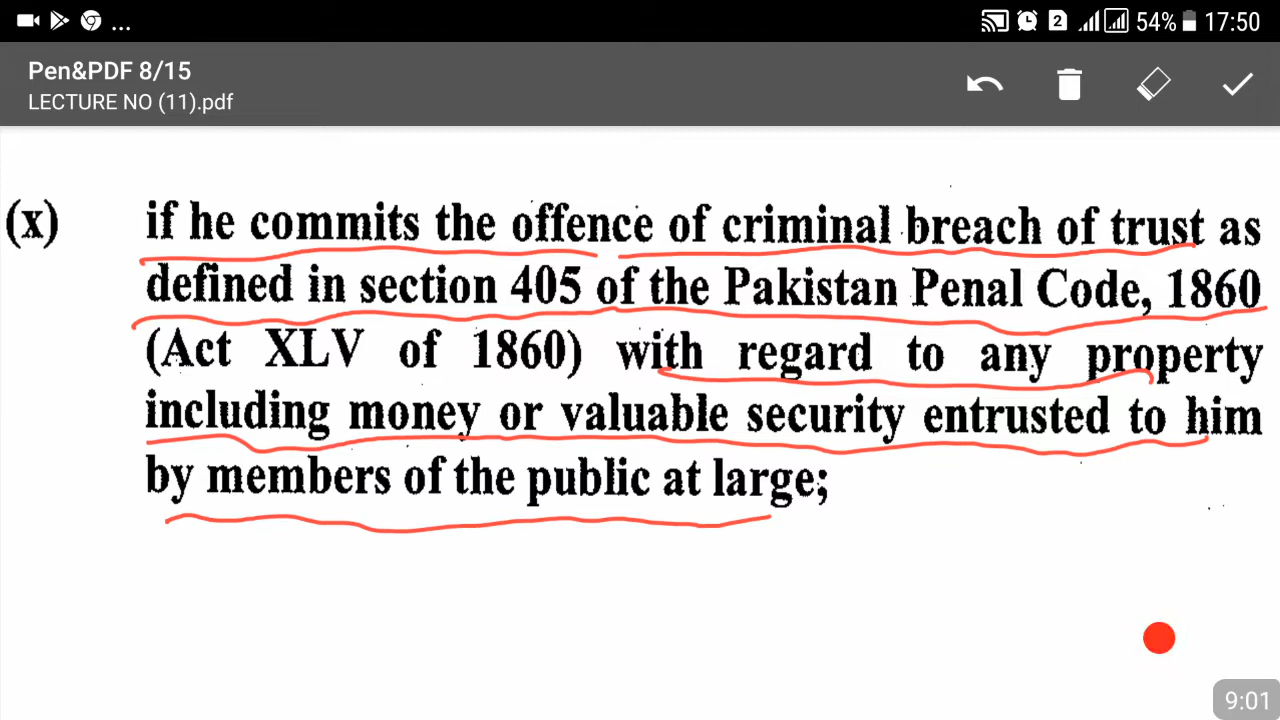 ... 2 54% 17:50
Pen&PDF 8/15
LECTURE NO (11).pdf
(x) if he commits the offence of criminal breach of trust as
defined in section 405 of the Pakistan Penal Code, 1860
(Act XLV of 1860) with regard to any property
including money or valuable security entrusted to him
by members of the public at large;
9:01